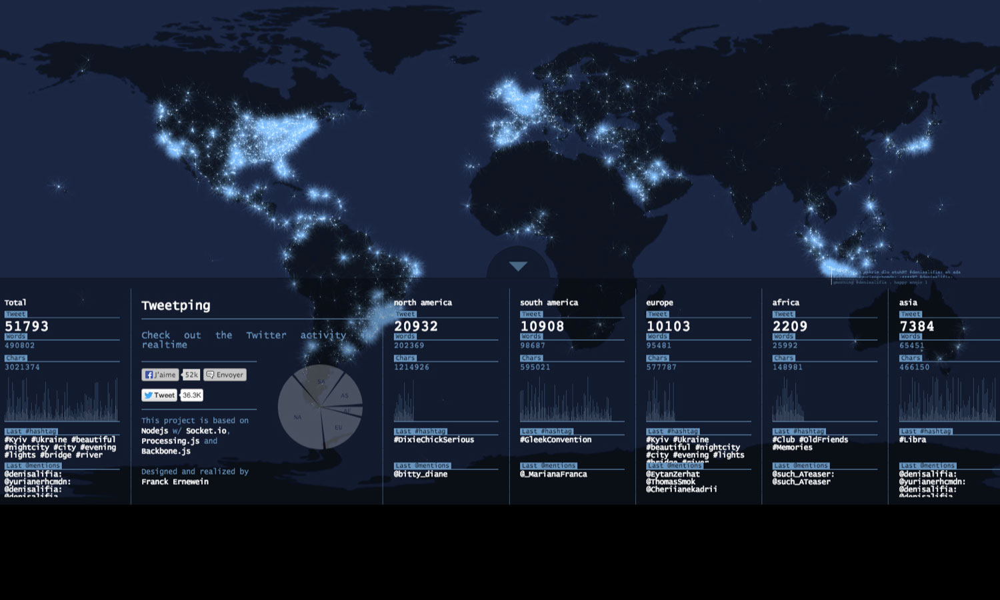 Total
Tweet
51793
Words
490802
Chars
3021374
Last #hashtag
#Kyiv #Ukraine #beautiful
#nightcity #city #evening
#lights #bridge #river
Last @mentions
@denisalifia:
@yurianerhcmdn:
@denisalifia:
@denisalifia
Tweetping
Check out the Twitter activity
realtime
J'aime 52k Envoyer
Tweet 36.3K
This project is based on
Nodejs w/ Socket.io,
Processing.js and
Backbone.js
Designed and realized by
Franck Ernewein
SA
AS
AF
EU
NA
north america
Tweet
20932
Words
202369
Chars
1214926
Last #hashtag
#DixieChickSerious
Last @mentions
@bitty_diane
south america
Tweet
10908
Words
98687
Chars
595021
Last #hashtag
#GleekConvention
Last @mentions
@_MarianaFranca
europe
Tweet
10103
Words
95481
Chars
577787
Last #hashtag
#Kyiv #Ukraine
#beautiful #nightcity
#city #evening #lights
#bridge #river
Last @mentions
@EytanZerhat
@ThomasSmok
@Cheriianekadrii
africa
Tweet
2209
Words
25992
Chars
148981
Last #hashtag
#Club #OldFriends
#Memories
Last @mentions
@such_ATeaser:
@such_ATeaser
asia
Tweet
7384
Words
65451
Chars
466150
Last #hashtag
#Libra
Last @mentions
@denisalifia:
@yurianerhcmdn:
@denisalifia:
@denisalifia